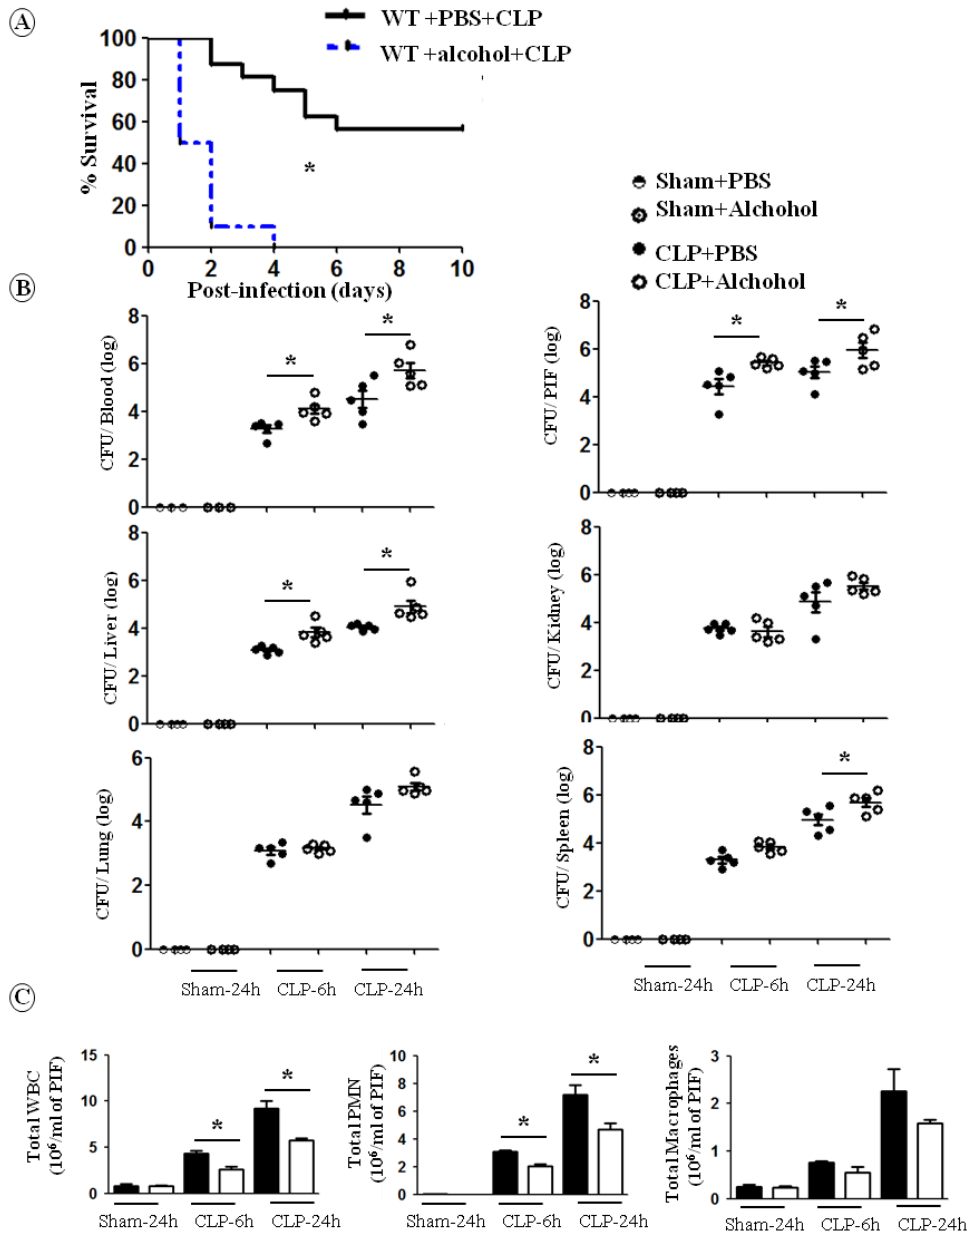 A
WT +PBS+CLP
WT +alcohol+CLP
% Survival
100
80
60
40
20
0
*
0 2 4 6 8 10
Post-infection (days)
Sham+PBS
Sham+Alchohol
CLP+PBS
CLP+Alchohol
B
CFU/ Blood (log)
8
6
4
2
0
* *
CFU/ PIF (log)
8
6
4
2
0
* *
CFU/ Liver (log)
8
6
4
2
0
* *
CFU/ Kidney (log)
8
6
4
2
0
CFU/ Lung (log)
6
4
2
0
Sham-24h CLP-6h CLP-24h
CFU/ Spleen (log)
8
6
4
2
0
*
Sham-24h CLP-6h CLP-24h
C
Total WBC
(10⁶/ml of PIF)
15
10
5
0
* *
Sham-24h CLP-6h CLP-24h
Total PMN
(10⁶/ml of PIF)
10
8
6
4
2
0
* *
Sham-24h CLP-6h CLP-24h
Total Macrophages
(10⁶/ml of PIF)
3
2
1
0
Sham-24h CLP-6h CLP-24h